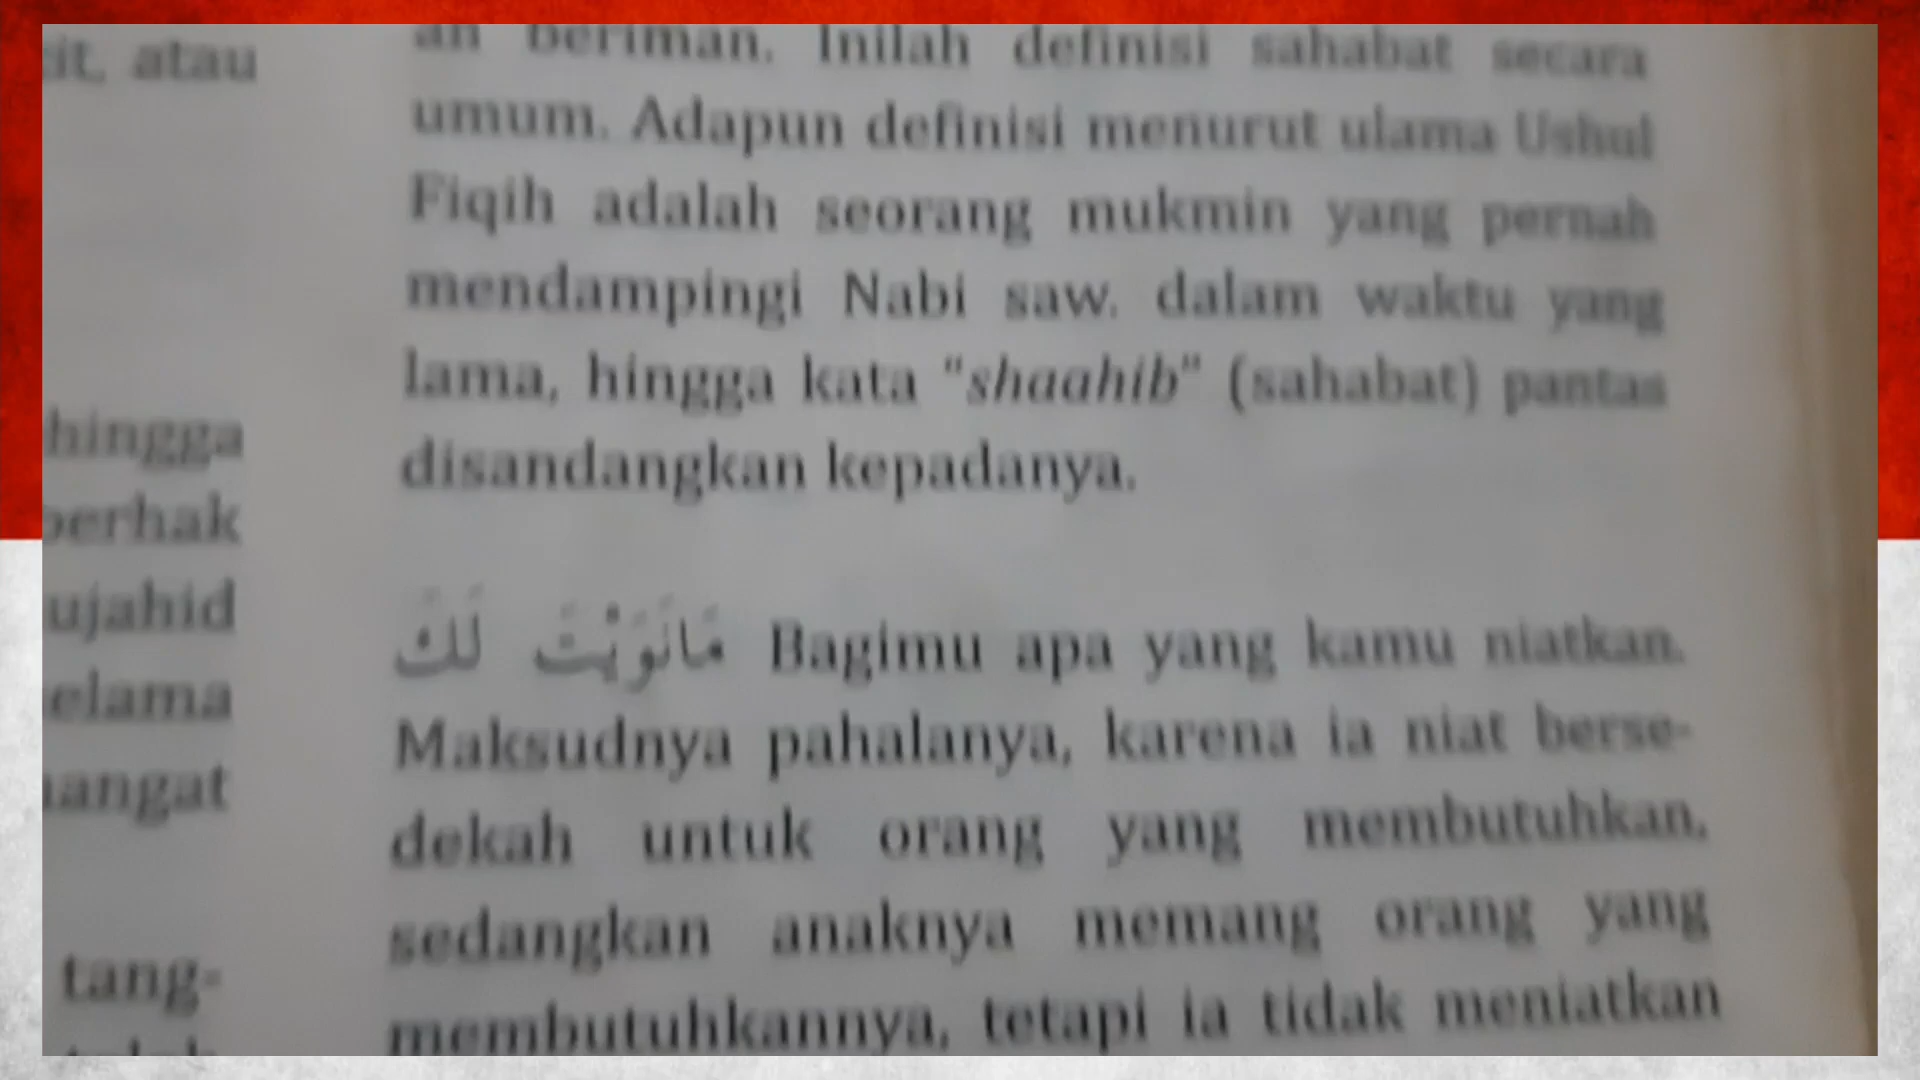 it, atau
hingga
berhak
ujahid
elama
angat
tang-
an beriman. Inilah definisi sahabat secara
umum. Adapun definisi menurut ulama Ushul
Fiqih adalah seorang mukmin yang pernah
mendampingi Nabi saw. dalam waktu yang
lama, hingga kata “shaahib” (sahabat) pantas
disandangkan kepadanya.
مَانَوَيْتَ لَكَ Bagimu apa yang kamu niatkan.
Maksudnya pahalanya, karena ia niat berse-
dekah untuk orang yang membutuhkan,
sedangkan anaknya memang orang yang
membutuhkannya, tetapi ia tidak meniatkan